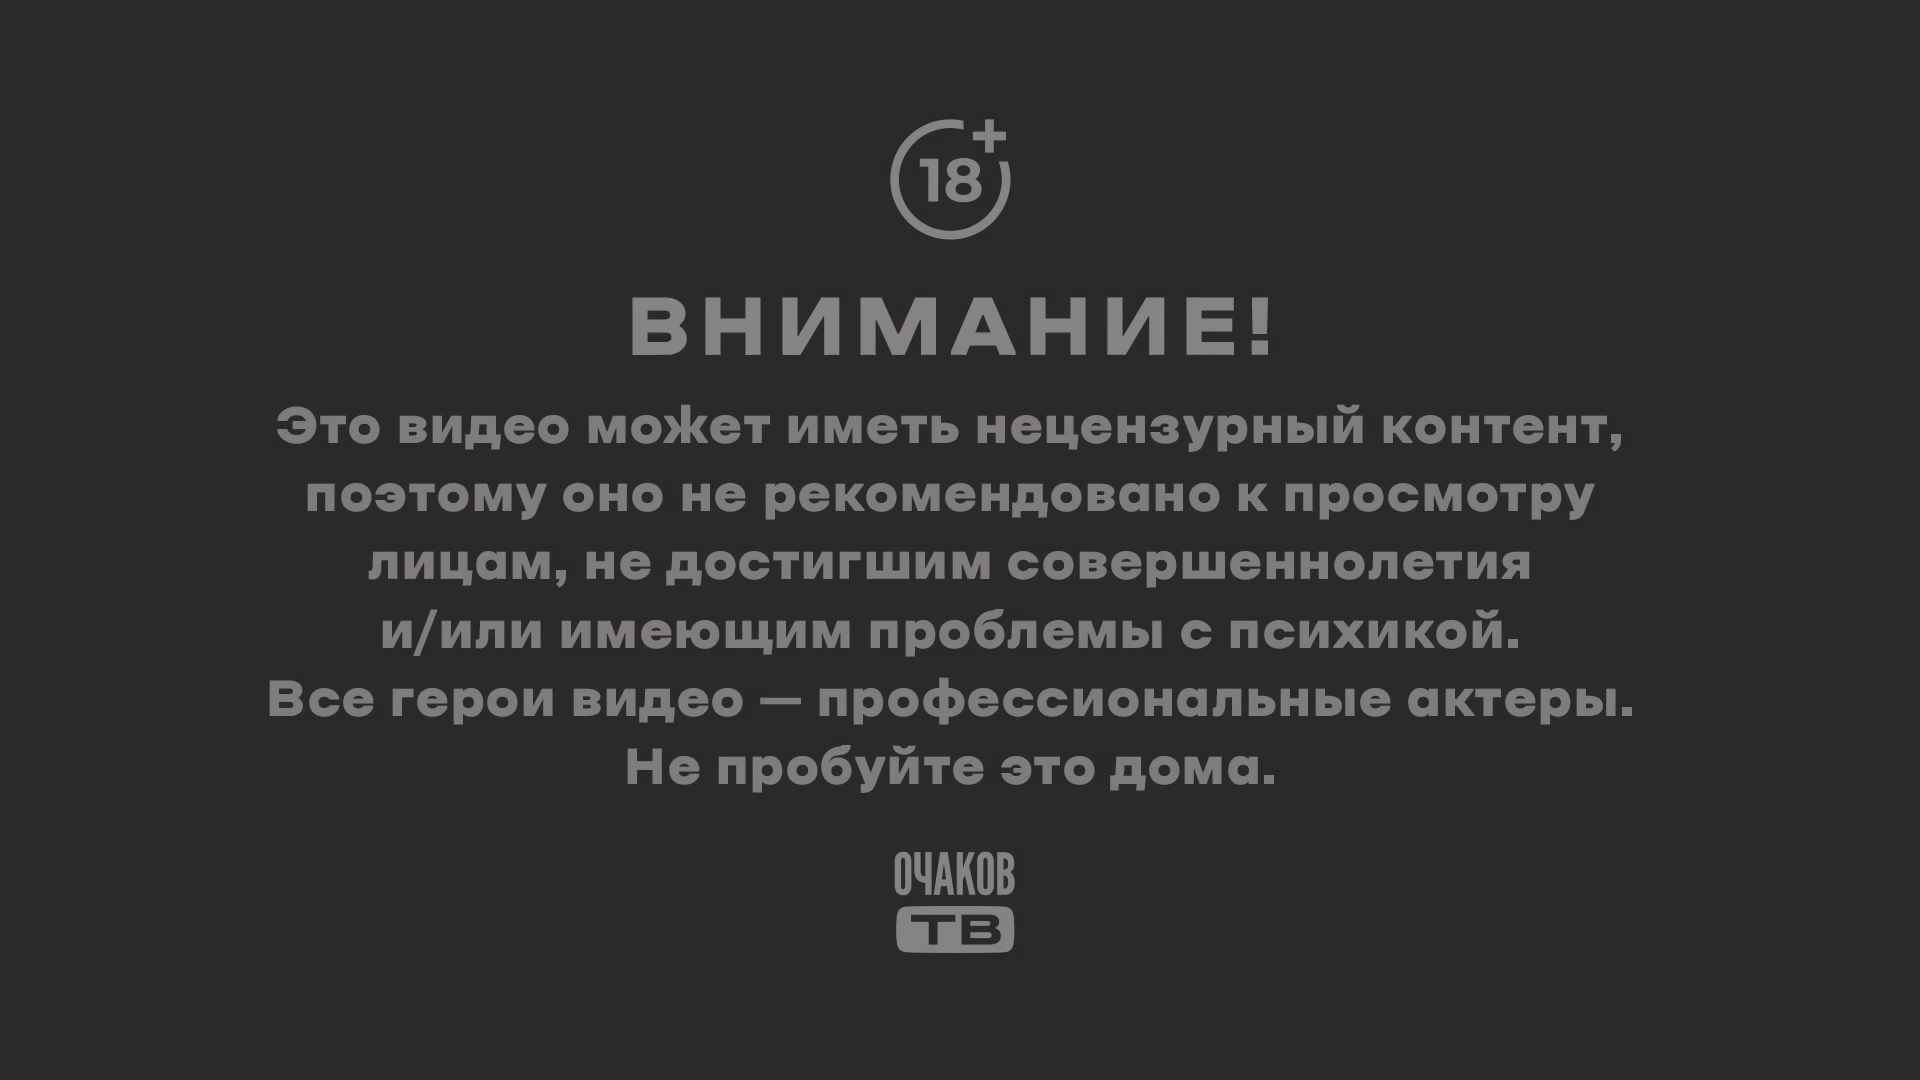 18+
ВНИМАНИЕ!
Это видео может иметь нецензурный контент,
поэтому оно не рекомендовано к просмотру
лицам, не достигшим совершеннолетия
и/или имеющим проблемы с психикой.
Все герои видео — профессиональные актеры.
Не пробуйте это дома.
ОЧАКОВ
ТВ